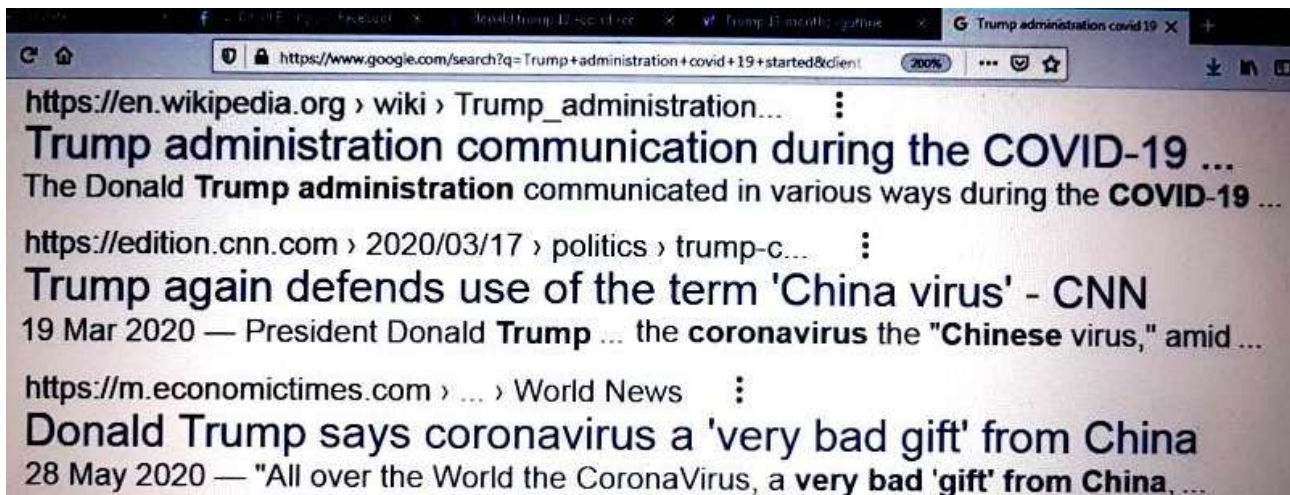 G Trump administration covid 19 X
https://www.google.com/search?q=Trump+administration+covid+19+started&client
200%
https://en.wikipedia.org › wiki › Trump_administration...
Trump administration communication during the COVID-19 ...
The Donald Trump administration communicated in various ways during the COVID-19 ...
https://edition.cnn.com › 2020/03/17 › politics › trump-c...
Trump again defends use of the term 'China virus' - CNN
19 Mar 2020 — President Donald Trump ... the coronavirus the "Chinese virus," amid ...
https://m.economictimes.com › ... › World News
Donald Trump says coronavirus a 'very bad gift' from China
28 May 2020 — "All over the World the CoronaVirus, a very bad 'gift' from China, ...